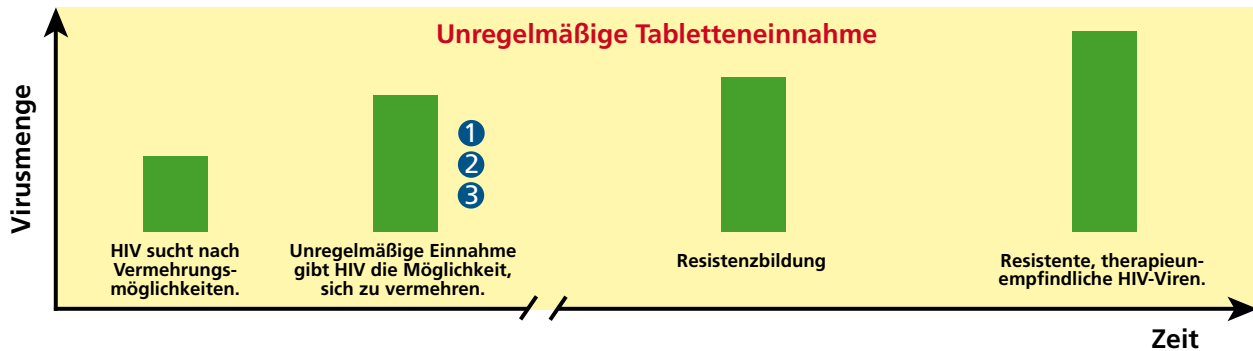 Unregelmäßige Tabletteneinnahme
Virusmenge
1
2
3
HIV sucht nach
Vermehrungs-
möglichkeiten.
Unregelmäßige Einnahme
gibt HIV die Möglichkeit,
sich zu vermehren.
Resistenzbildung
Resistente, therapieun-
empfindliche HIV-Viren.
Zeit